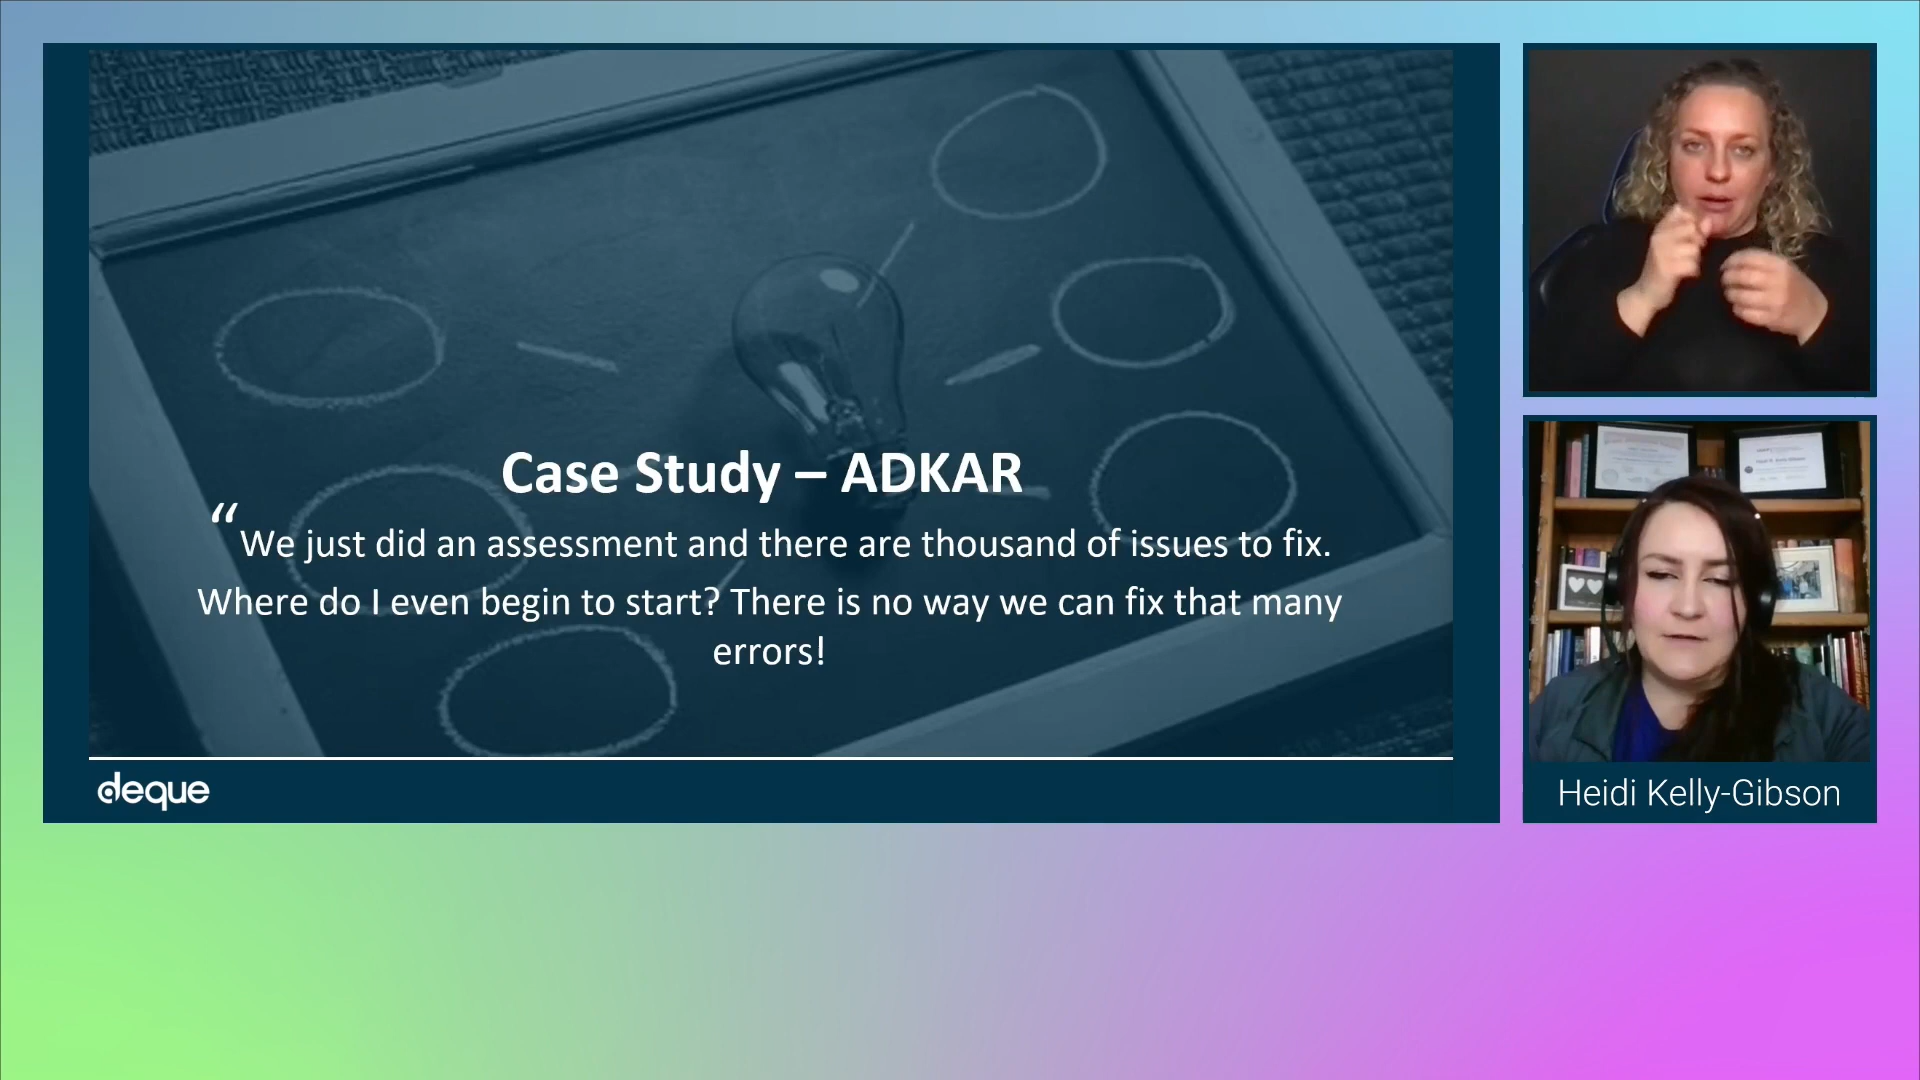 Case Study – ADKAR
“We just did an assessment and there are thousand of issues to fix.
Where do I even begin to start? There is no way we can fix that many
errors!
deque
Heidi Kelly-Gibson